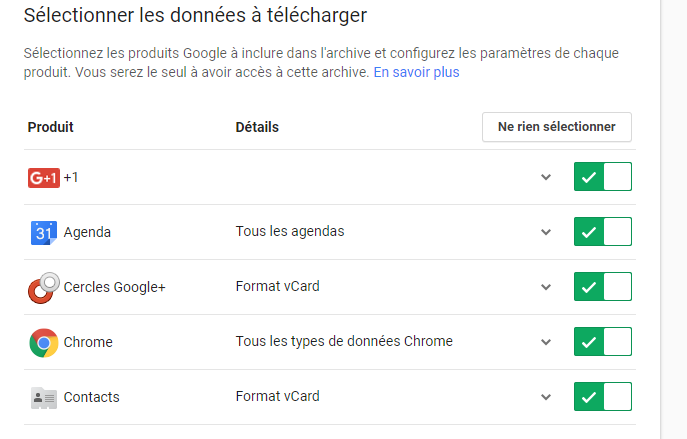 Sélectionner les données à télécharger
Sélectionnez les produits Google à inclure dans l'archive et configurez les paramètres de chaque
produit. Vous serez le seul à avoir accès à cette archive. En savoir plus
Produit Détails Ne rien sélectionner
G+1 +1
31 Agenda Tous les agendas
Cercles Google+ Format vCard
Chrome Tous les types de données Chrome
Contacts Format vCard